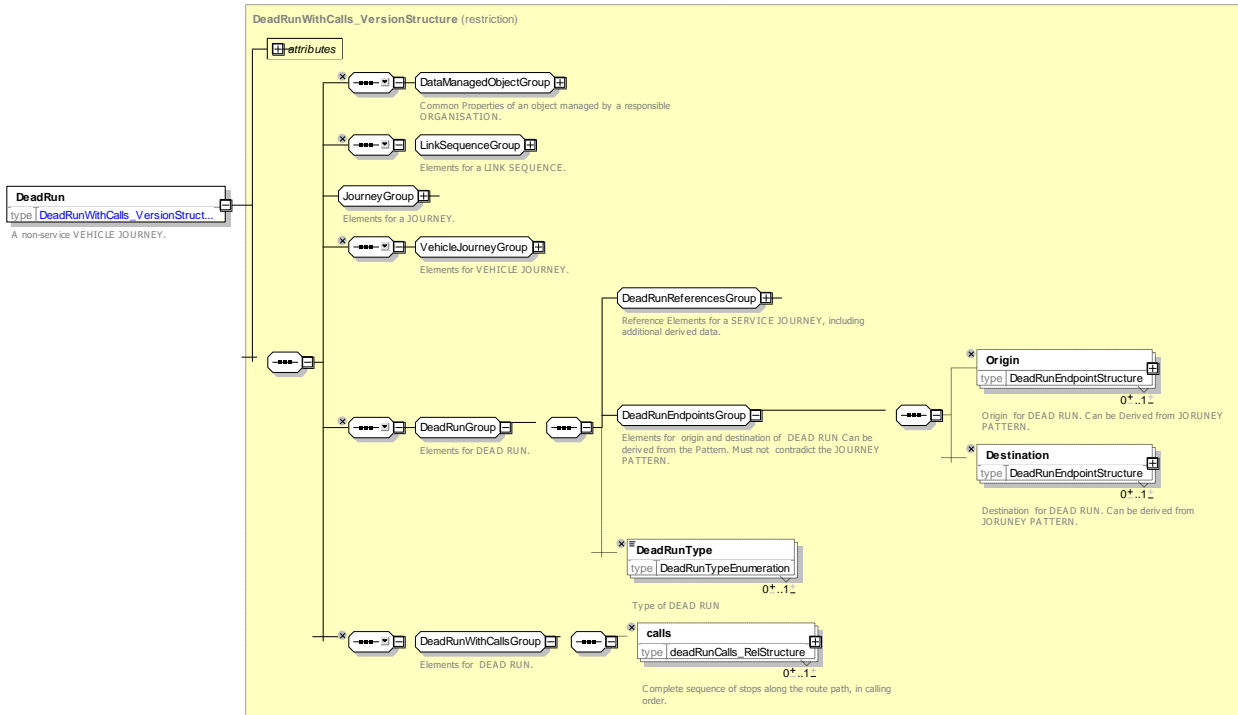 DeadRunWithCalls_VersionStructure (restriction)
attributes
DataManagedObjectGroup
Common Properties of an object managed by a responsible
ORGANISATION.
LinkSequenceGroup
Elements for a LINK SEQUENCE.
DeadRun
type DeadRunWithCalls_VersionStruct...
A non-service VEHICLE JOURNEY.
JourneyGroup
Elements for a JOURNEY.
VehicleJourneyGroup
Elements for VEHICLE JOURNEY.
DeadRunReferencesGroup
Reference Elements for a SERVICE JOURNEY, including
additional derived data.
Origin
type DeadRunEndpointStructure
0..1
Origin for DEAD RUN. Can be Derived from JORUNEY
PATTERN.
DeadRunGroup
Elements for DEAD RUN.
DeadRunEndpointsGroup
Elements for origin and destination of DEAD RUN Can be
derived from the Pattern. Must not contradict the JOURNEY
PATTERN.
Destination
type DeadRunEndpointStructure
0..1
Destination for DEAD RUN. Can be derived from
JORUNEY PATTERN.
DeadRunType
type DeadRunTypeEnumeration
0..1
Type of DEAD RUN
DeadRunWithCallsGroup
Elements for DEAD RUN.
calls
type deadRunCalls_RelStructure
0..1
Complete sequence of stops along the route path, in calling
order.